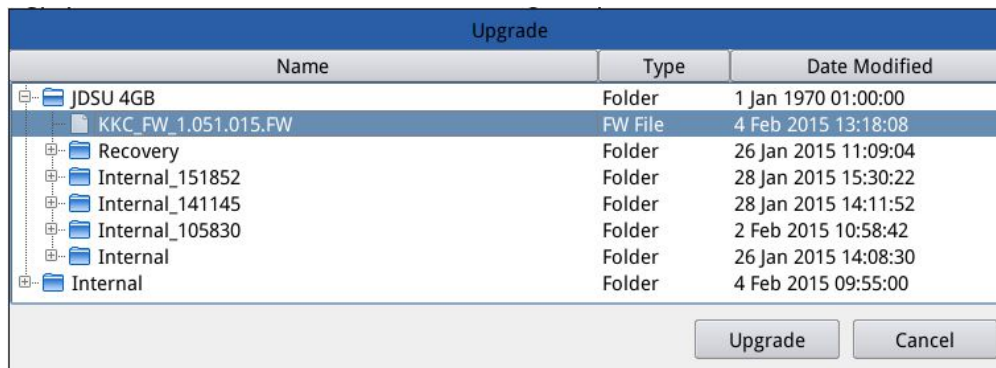 Upgrade
Name Type Date Modified
JDSU 4GB Folder 1 Jan 1970 01:00:00
KKC_FW_1.051.015.FW FW File 4 Feb 2015 13:18:08
Recovery Folder 26 Jan 2015 11:09:04
Internal_151852 Folder 28 Jan 2015 15:30:22
Internal_141145 Folder 28 Jan 2015 14:11:52
Internal_105830 Folder 2 Feb 2015 10:58:42
Internal Folder 26 Jan 2015 14:08:30
Internal Folder 4 Feb 2015 09:55:00
Upgrade Cancel